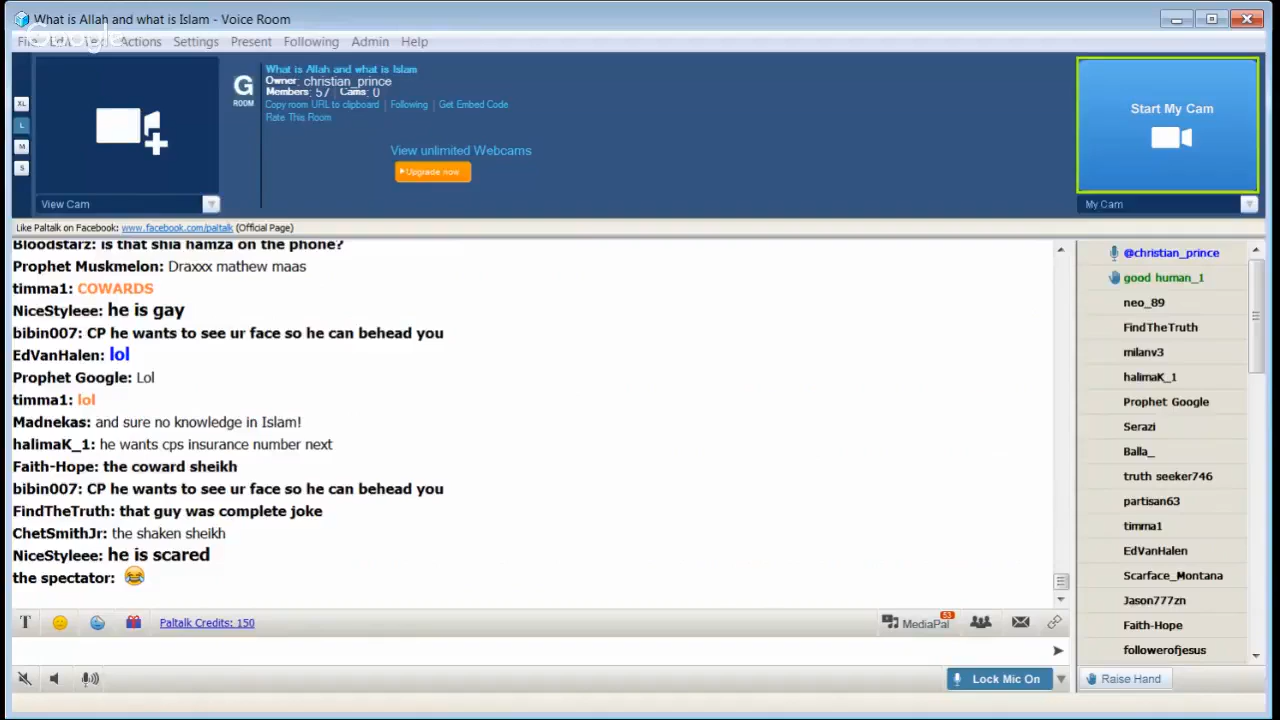 What is Allah and what is Islam - Voice Room
Google
Actions Settings Present Following Admin Help
What is Allah and what is Islam
G
ROOM
Owner: christian_prince
Members: 57 | Cams: 0
Copy room URL to clipboard | Following | Get Embed Code
Rate This Room
View unlimited Webcams
Upgrade now
XL
L
M
S
View Cam
Start My Cam
My Cam
Like Paltalk on Facebook: www.facebook.com/paltalk (Official Page)
Bloodstarz: is that shia hamza on the phone?
Prophet Muskmelon: Draxxx mathew maas
timma1: COWARDS
NiceStyleee: he is gay
bibin007: CP he wants to see ur face so he can behead you
EdVanHalen: lol
Prophet Google: Lol
timma1: lol
Madnekas: and sure no knowledge in Islam!
halimaK_1: he wants cps insurance number next
Faith-Hope: the coward sheikh
bibin007: CP he wants to see ur face so he can behead you
FindTheTruth: that guy was complete joke
ChetSmithJr: the shaken sheikh
NiceStyleee: he is scared
the spectator:
@christian_prince
good human_1
neo_89
FindTheTruth
milanv3
halimaK_1
Prophet Google
Serazi
Balla_
truth seeker746
partisan63
timma1
EdVanHalen
Scarface_Montana
Jason777zn
Faith-Hope
followerofjesus
T
Paltalk Credits: 150
MediaPal
53
Lock Mic On
Raise Hand